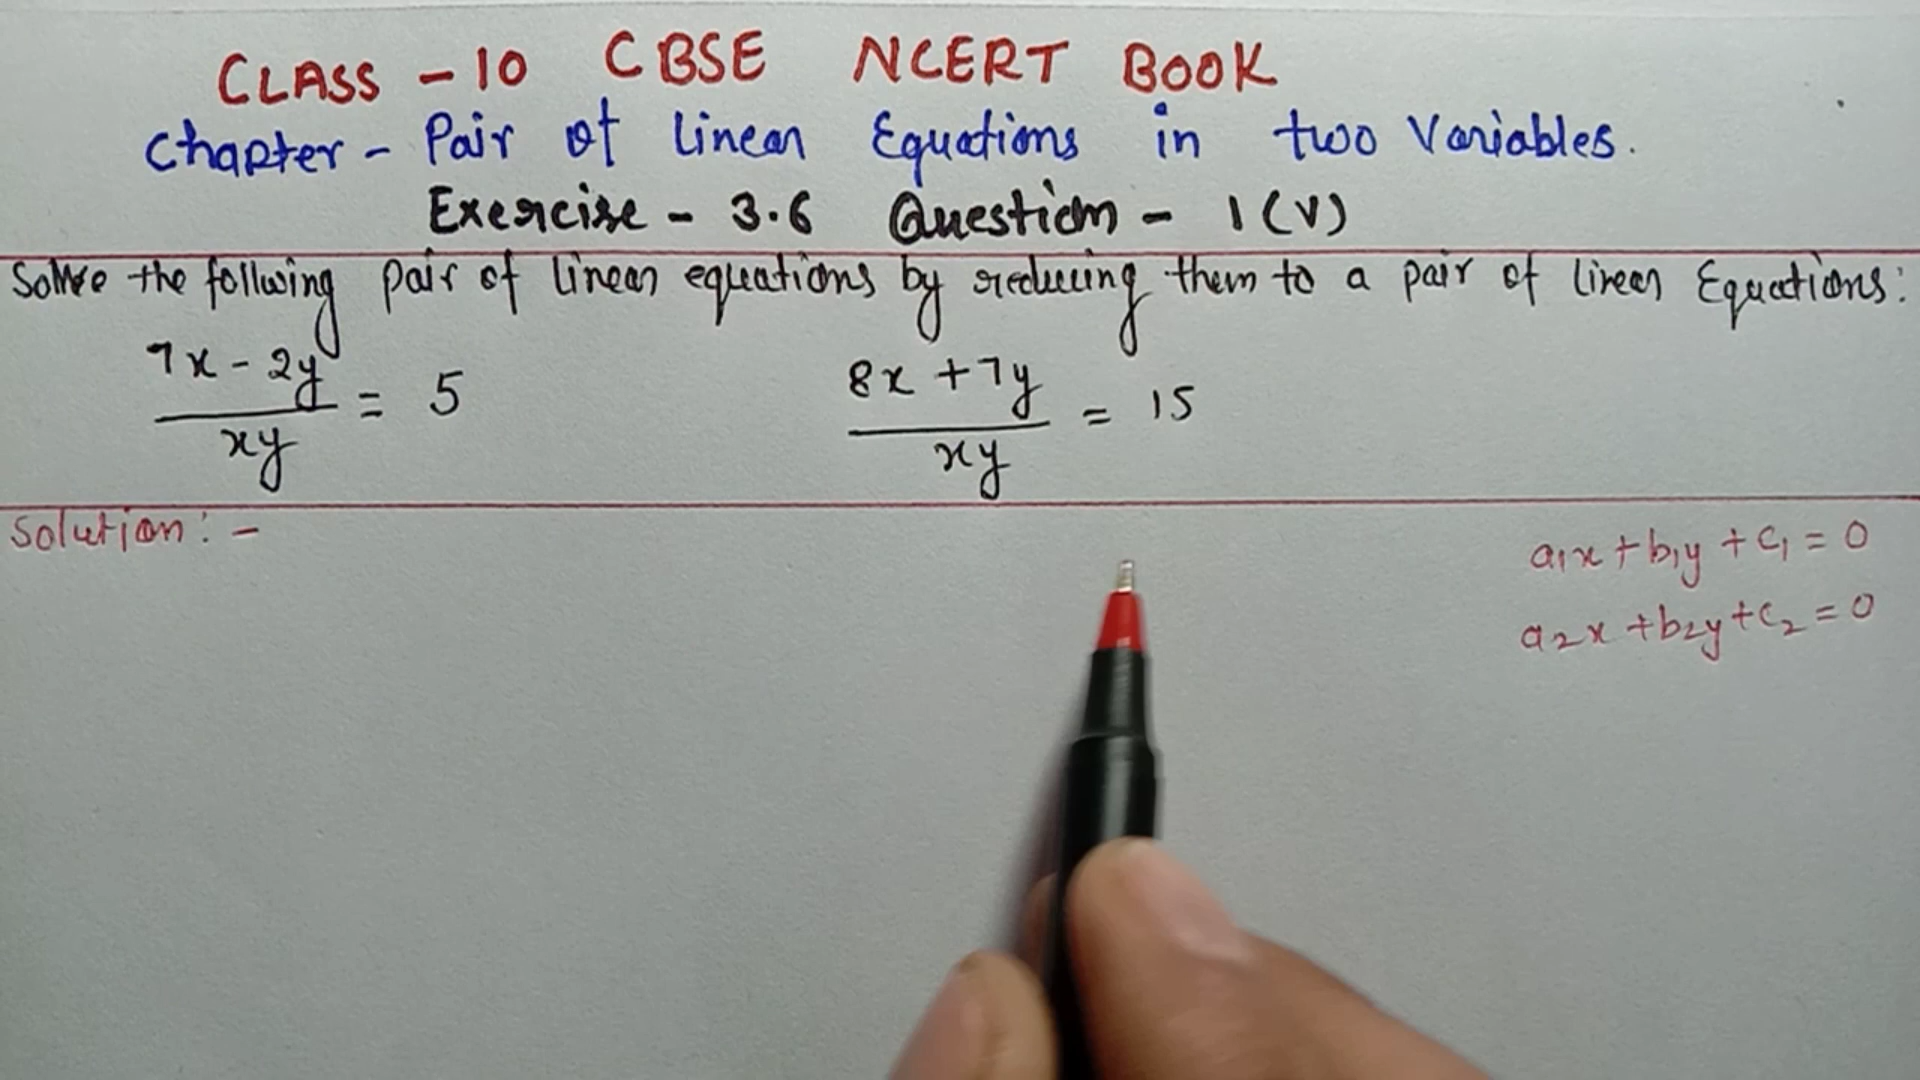 CLASS - 10 CBSE NCERT BOOK
Chapter - Pair of linear Equations in two Variables.
Exercise - 3.6 Question - 1 (V)
Solve the following pair of linear equations by reducing them to a pair of linear Equations:
7x - 2y / xy = 5    8x + 7y / xy = 15
Solution: -
a₁x + b₁y + c₁ = 0
a₂x + b₂y + c₂ = 0